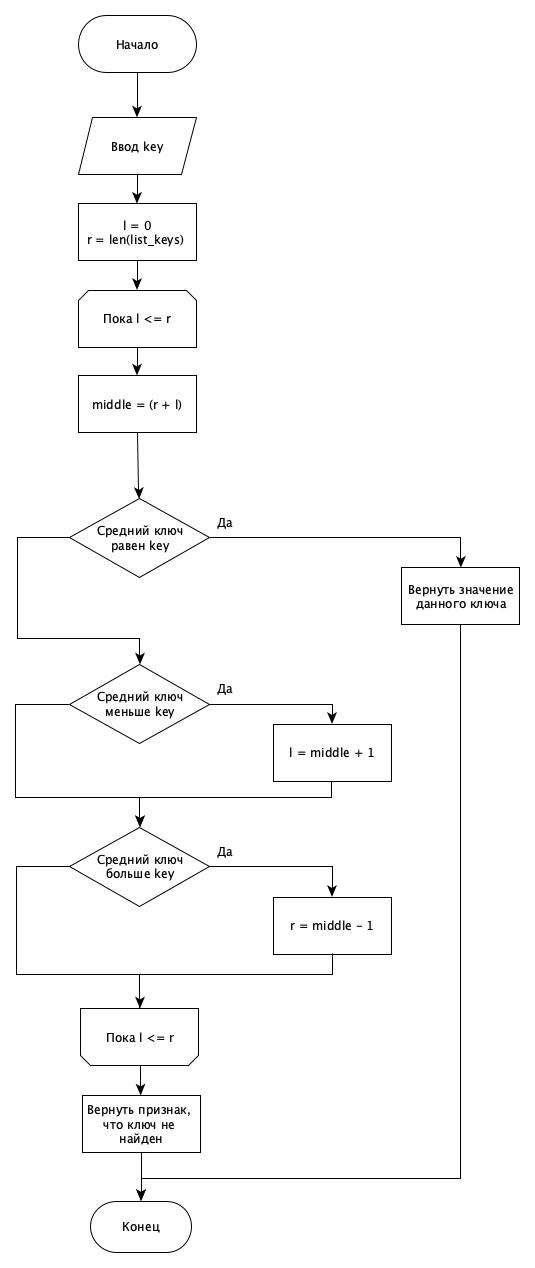 Начало
Ввод key
l = 0
r = len(list_keys)
Пока l <= r
middle = (r + l)
Средний ключ
равен key
Да
Вернуть значение
данного ключа
Средний ключ
меньше key
Да
l = middle + 1
Средний ключ
больше key
Да
r = middle - 1
Пока l <= r
Вернуть признак,
что ключ не
найден
Конец